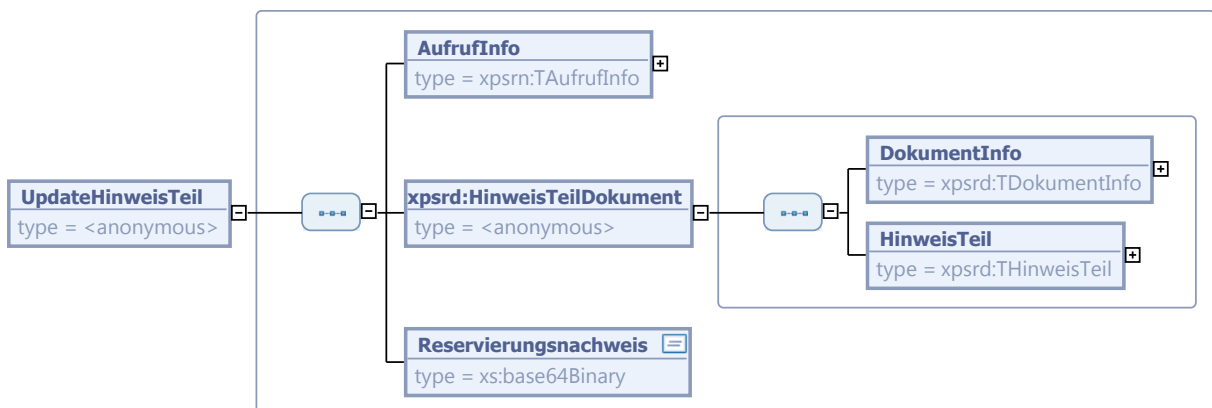 UpdateHinweisTeil
type = <anonymous>
AufrufInfo
type = xpsrn:TAufrufInfo
xpsrd:HinweisTeilDokument
type = <anonymous>
DokumentInfo
type = xpsrd:TDokumentInfo
HinweisTeil
type = xpsrd:THinweisTeil
Reservierungsnachweis
type = xs:base64Binary